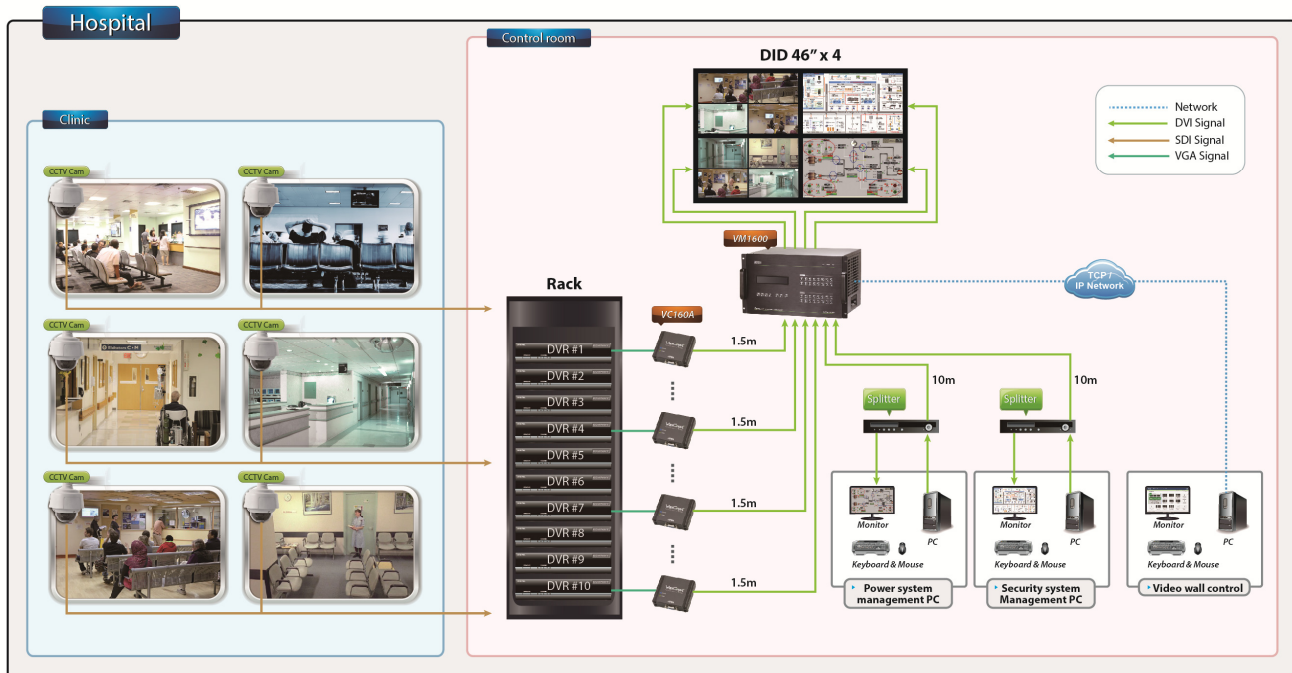 Hospital
Control room
DID 46” x 4
Clinic
Network
DVI Signal
SDI Signal
VGA Signal
CCTV Cam
CCTV Cam
VM1600
TCP /
IP Network
Rack
VC160A
DVR #1
DVR #2
DVR #3
DVR #4
DVR #5
DVR #6
DVR #7
DVR #8
DVR #9
DVR #10
1.5m
1.5m
1.5m
1.5m
CCTV Cam
CCTV Cam
CCTV Cam
CCTV Cam
10m
10m
Splitter
Splitter
Monitor
PC
Keyboard & Mouse
Power system
management PC
Monitor
PC
Keyboard & Mouse
Security system
Management PC
Monitor
PC
Keyboard & Mouse
Video wall control